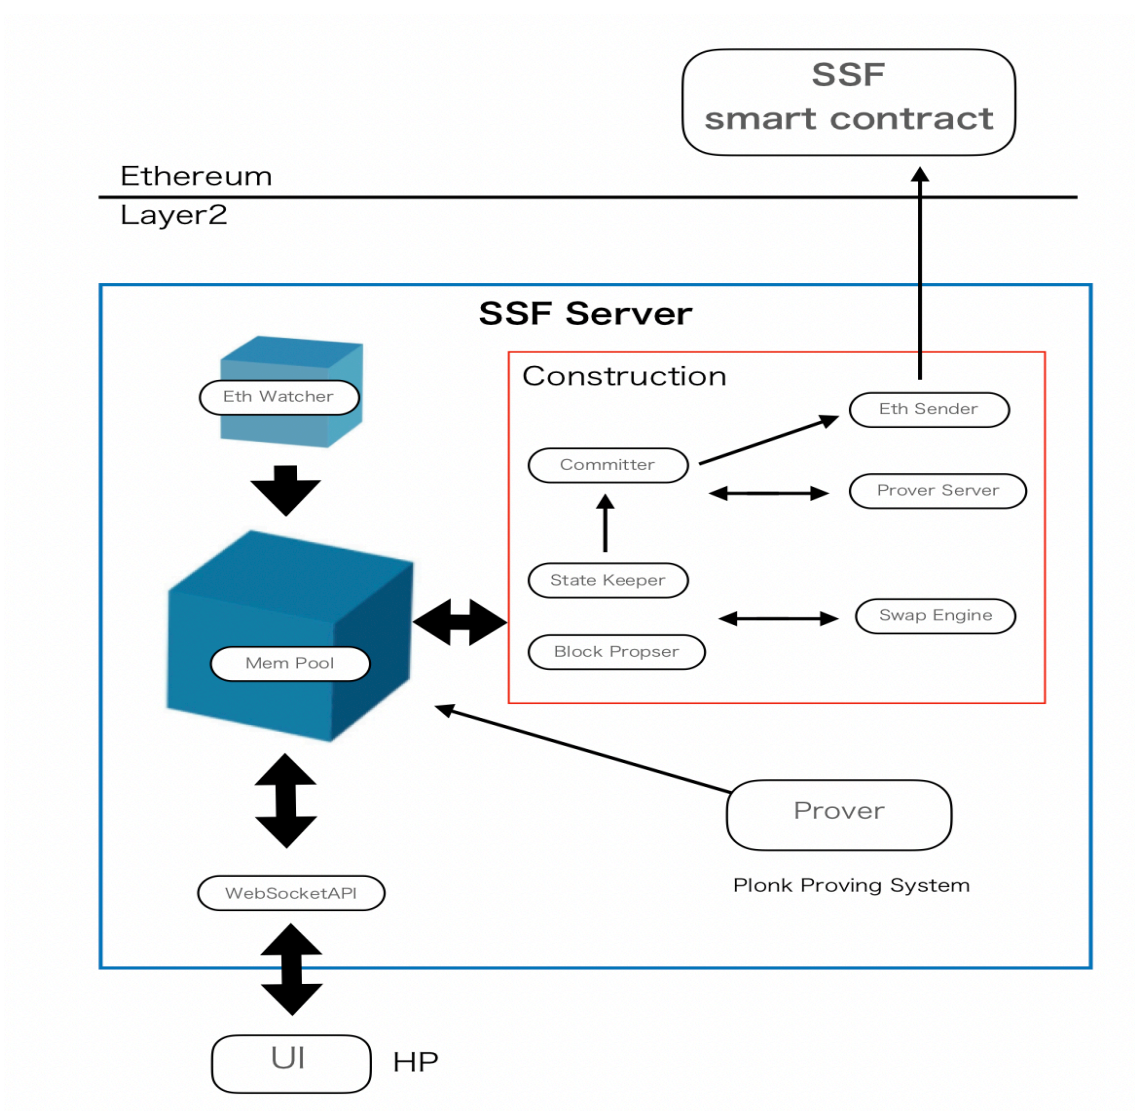 SSF
smart contract
Ethereum
Layer2
SSF Server
Eth Watcher
Construction
Eth Sender
Committer
Prover Server
State Keeper
Swap Engine
Block Propser
Mem Pool
Prover
Plonk Proving System
WebSocketAPI
UI
HP